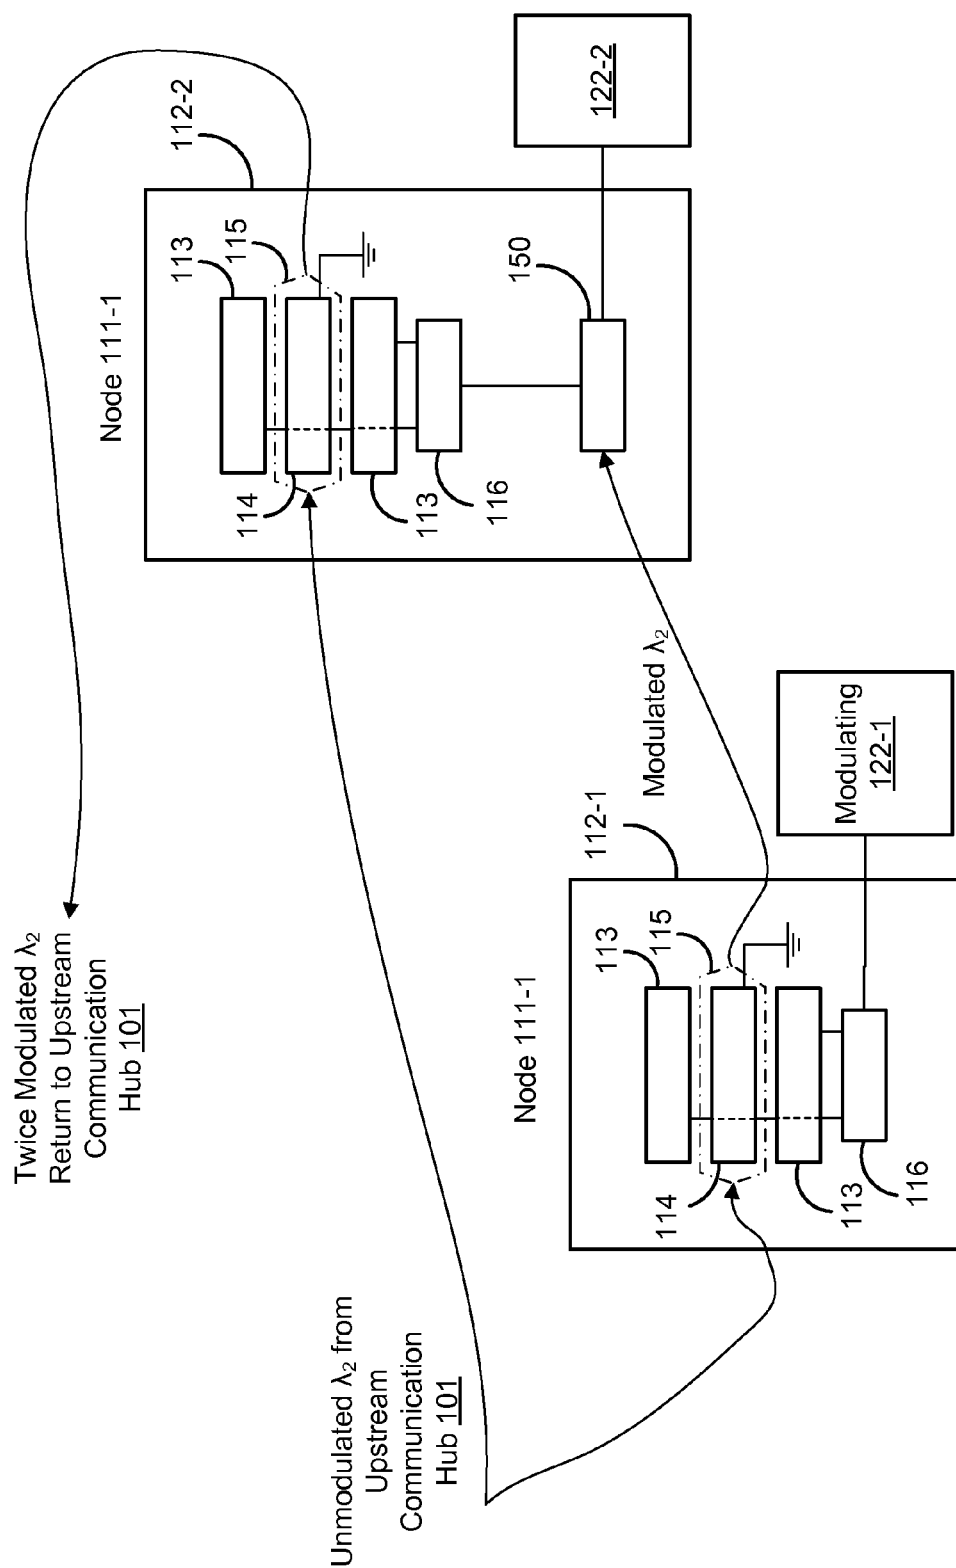 Twice Modulated λ₂
Return to Upstream
Communication
Hub 101
Unmodulated λ₂ from
Upstream
Communication
Hub 101
Node 111-1
112-2
113
115
114
113
116
150
122-2
Modulated λ₂
Node 111-1
112-1
113
115
114
113
116
Modulating
122-1